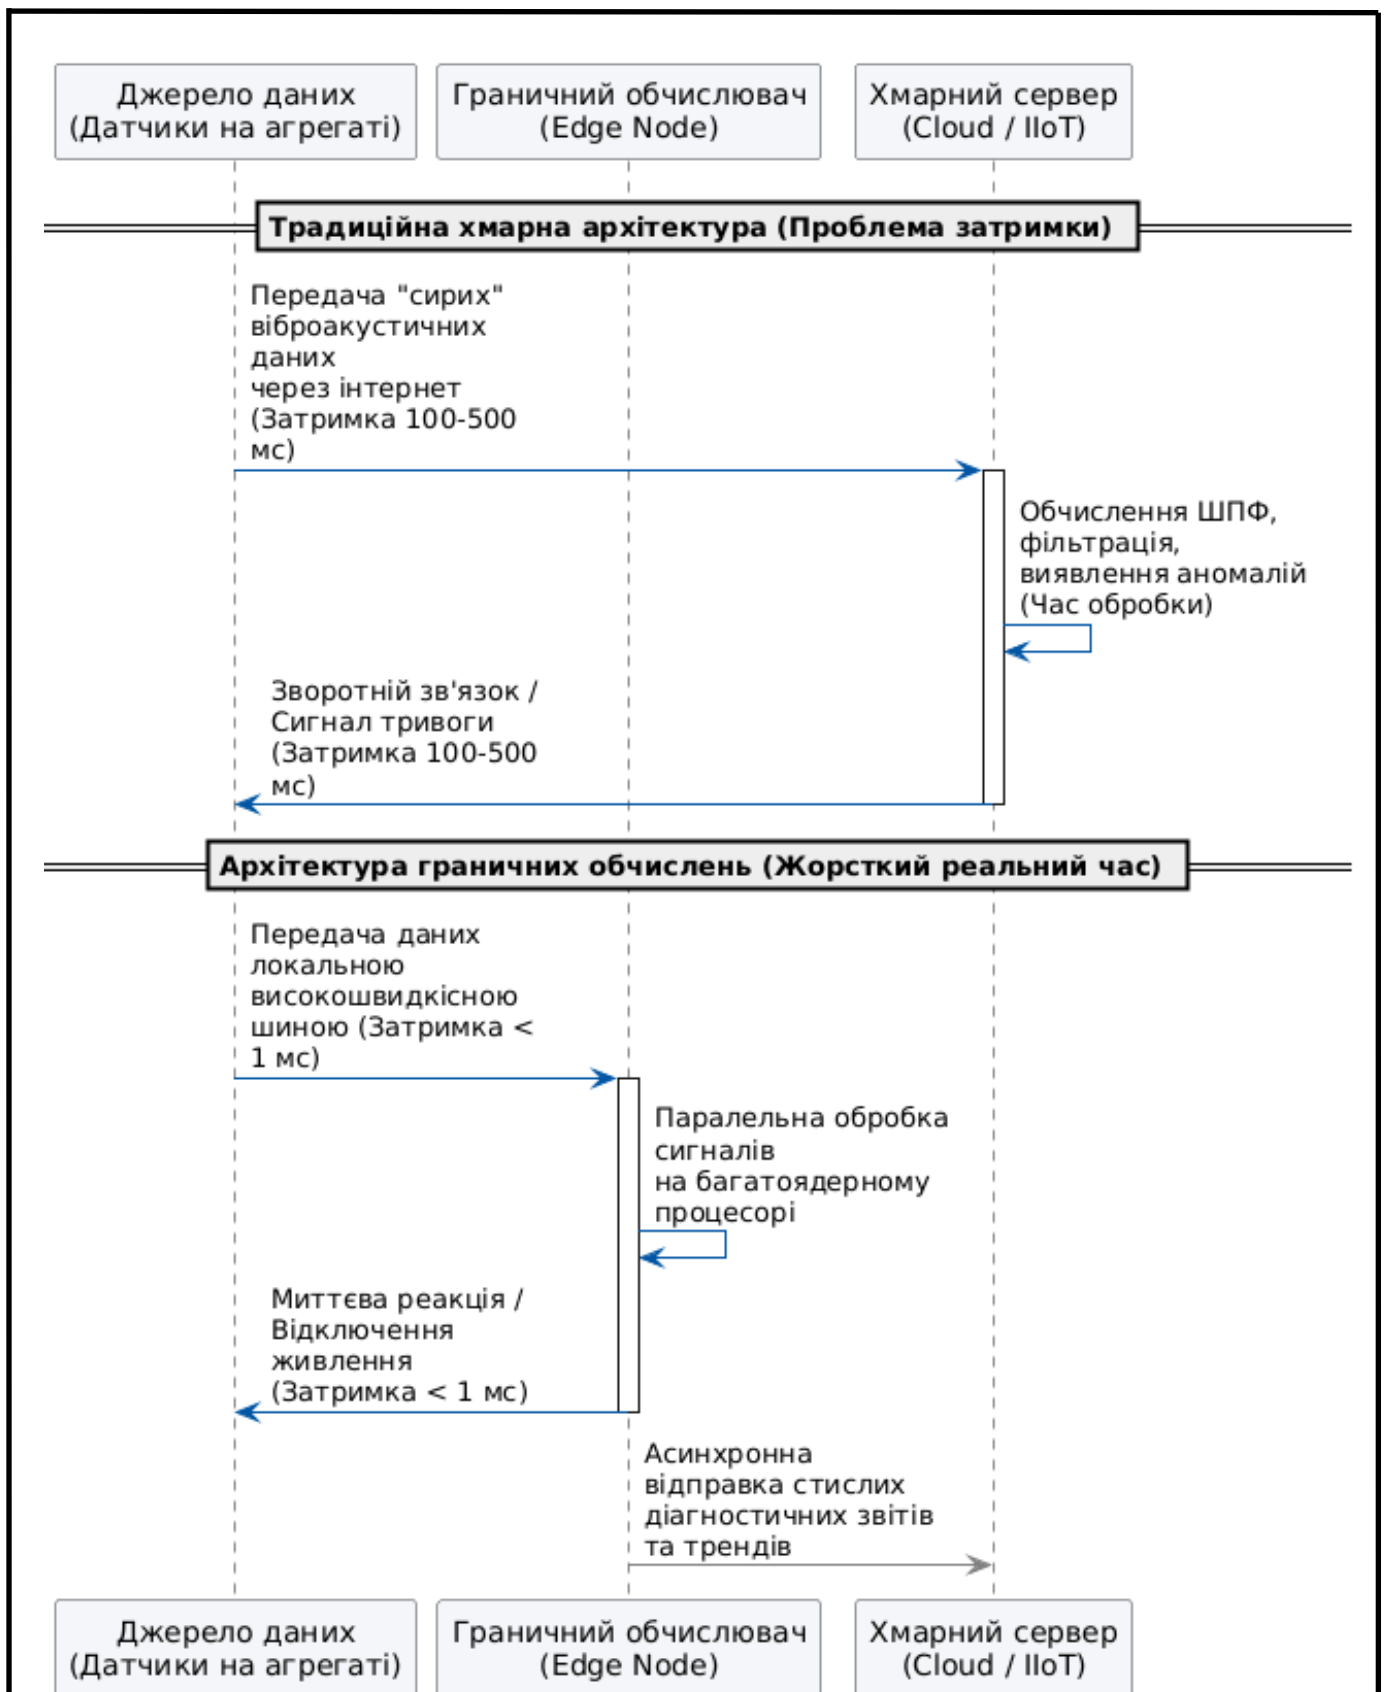 Джерело даних
(Датчики на агрегаті)
Граничний обчислювач
(Edge Node)
Хмарний сервер
(Cloud / IIoT)
Традиційна хмарна архітектура (Проблема затримки)
Передача "сирих"
віброакустичних
даних
через інтернет
(Затримка 100-500
мс)
Обчислення ШПФ,
фільтрація,
виявлення аномалій
(Час обробки)
Зворотній зв'язок /
Сигнал тривоги
(Затримка 100-500
мс)
Архітектура граничних обчислень (Жорсткий реальний час)
Передача даних
локальною
високошвидкісною
шиною (Затримка <
1 мс)
Паралельна обробка
сигналів
на багатоядерному
процесорі
Миттєва реакція /
Відключення
живлення
(Затримка < 1 мс)
Асинхронна
відправка стислих
діагностичних звітів
та трендів
Джерело даних
(Датчики на агрегаті)
Граничний обчислювач
(Edge Node)
Хмарний сервер
(Cloud / IIoT)